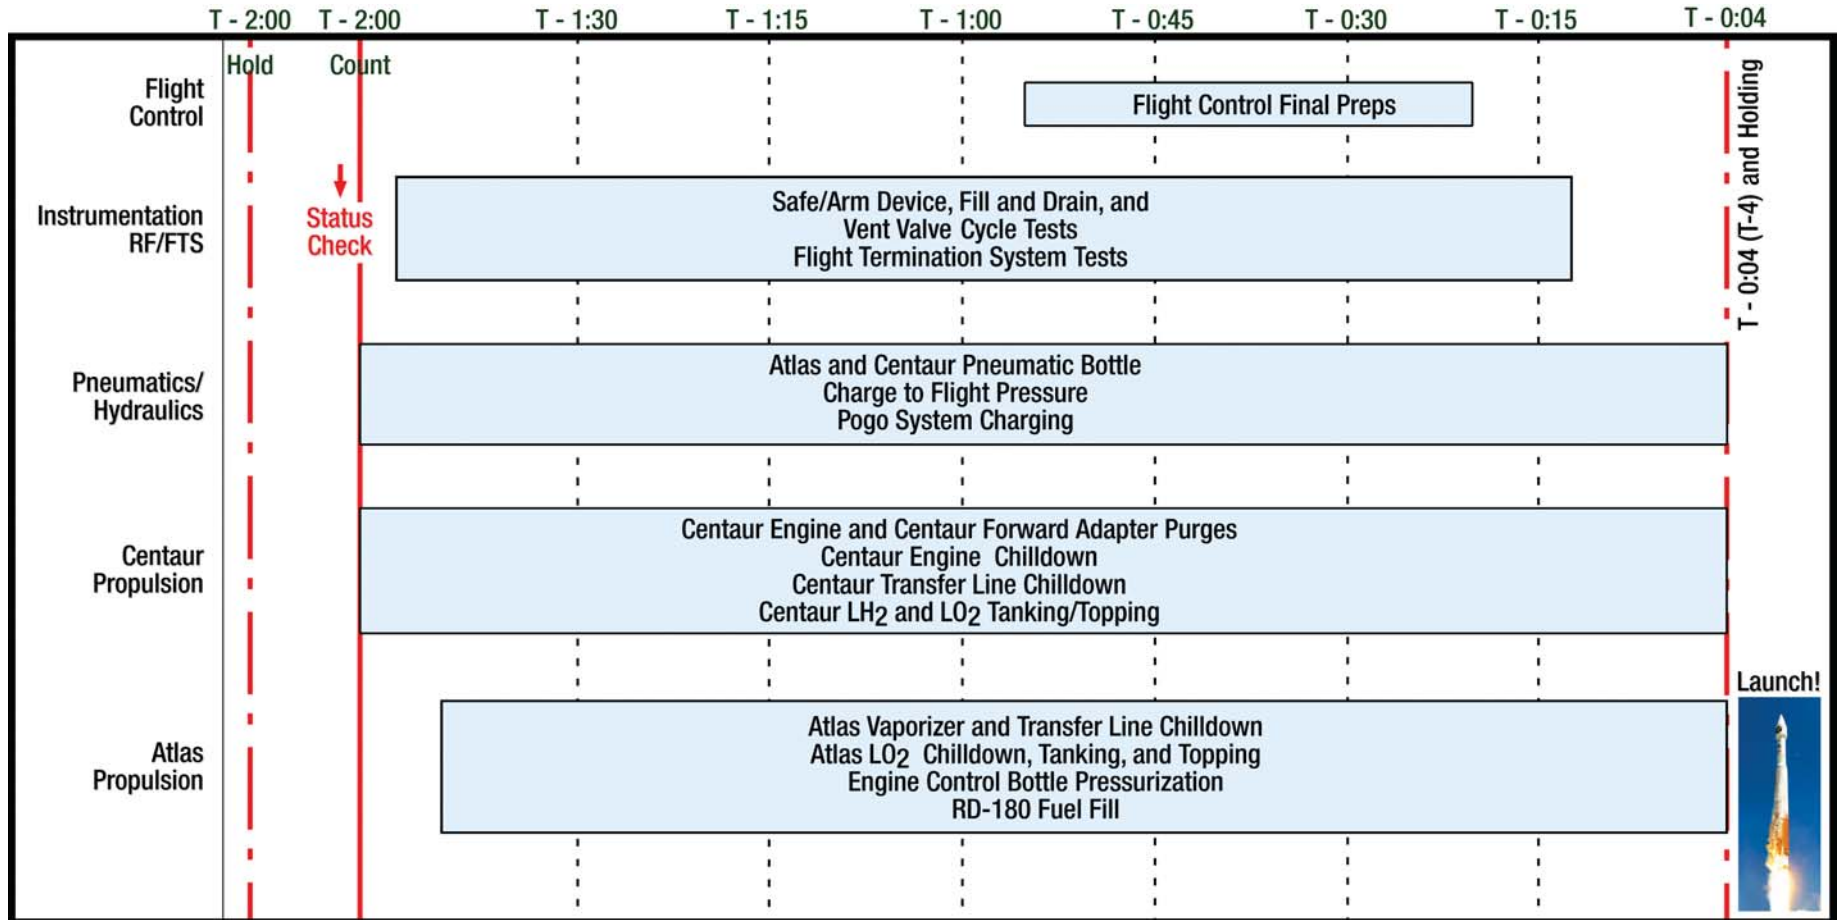 T - 2:00 T - 2:00 T - 1:30 T - 1:15 T - 1:00 T - 0:45 T - 0:30 T - 0:15 T - 0:04
Hold Count
Flight
Control
Flight Control Final Preps
Instrumentation
RF/FTS
Status
Check
Safe/Arm Device, Fill and Drain, and
Vent Valve Cycle Tests
Flight Termination System Tests
T - 0:04 (T-4) and Holding
Pneumatics/
Hydraulics
Atlas and Centaur Pneumatic Bottle
Charge to Flight Pressure
Pogo System Charging
Centaur
Propulsion
Centaur Engine and Centaur Forward Adapter Purges
Centaur Engine Chilldown
Centaur Transfer Line Chilldown
Centaur LH2 and LO2 Tanking/Topping
Atlas
Propulsion
Atlas Vaporizer and Transfer Line Chilldown
Atlas LO2 Chilldown, Tanking, and Topping
Engine Control Bottle Pressurization
RD-180 Fuel Fill
Launch!